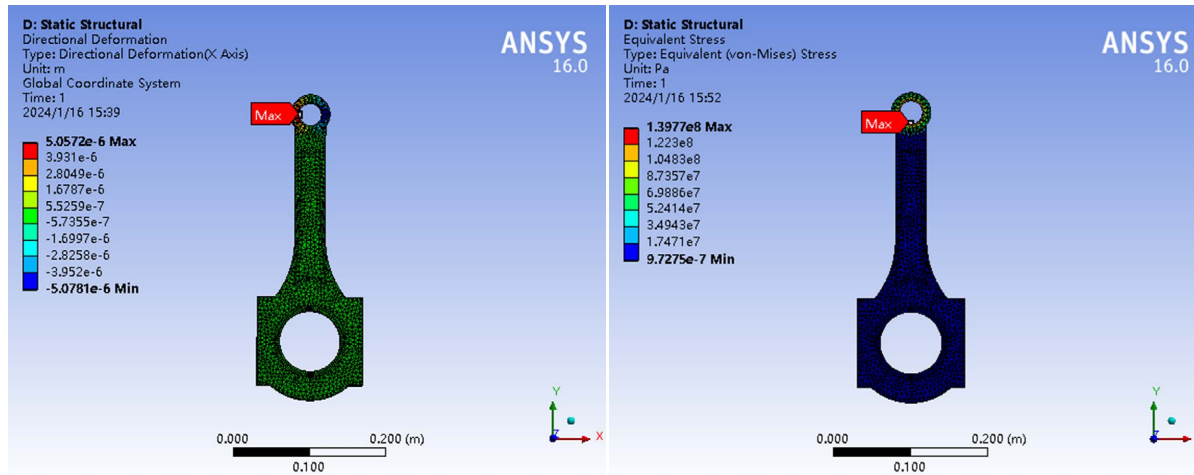 D: Static Structural
Directional Deformation
Type: Directional Deformation(X Axis)
Unit: m
Global Coordinate System
Time: 1
2024/1/16 15:39
ANSYS
16.0
Max
5.0572e-6 Max
3.931e-6
2.8049e-6
1.6787e-6
5.5259e-7
-5.7355e-7
-1.6997e-6
-2.8258e-6
-3.952e-6
-5.0781e-6 Min
0.000
0.200 (m)
0.100
Y
Z
X
D: Static Structural
Equivalent Stress
Type: Equivalent (von-Mises) Stress
Unit: Pa
Time: 1
2024/1/16 15:52
ANSYS
16.0
Max
1.3977e8 Max
1.223e8
1.0483e8
8.7357e7
6.9886e7
5.2414e7
3.4943e7
1.7471e7
9.7275e-7 Min
0.000
0.200 (m)
0.100
Y
Z